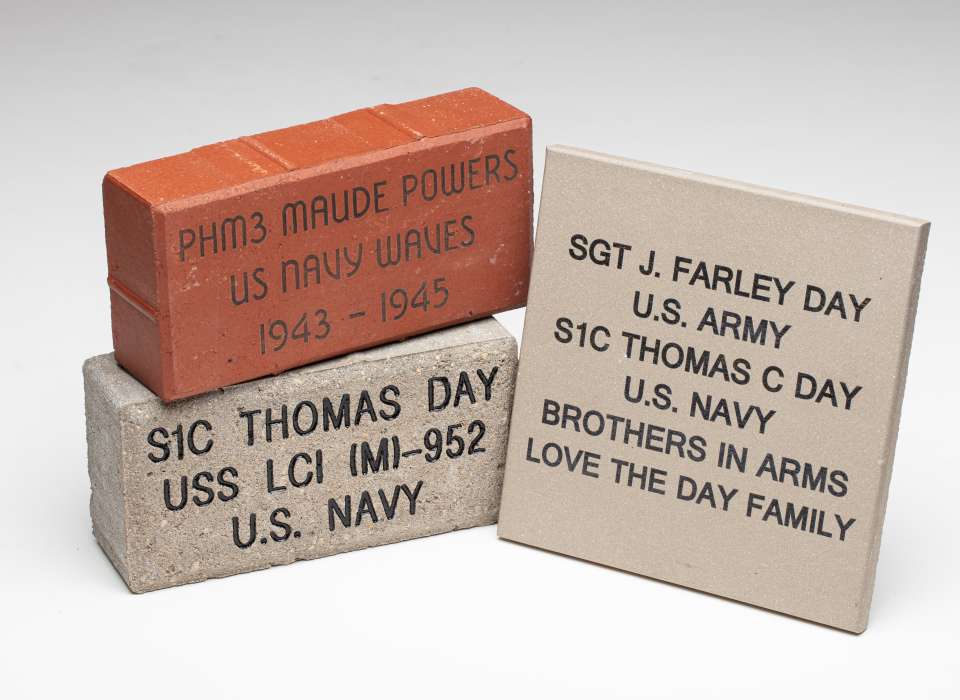 PHM3 MAUDE POWERS
US NAVY WAVES
1943 - 1945
S1C THOMAS DAY
USS LCI (M)-952
U.S. NAVY
SGT J. FARLEY DAY
U.S. ARMY
S1C THOMAS C DAY
U.S. NAVY
BROTHERS IN ARMS
LOVE THE DAY FAMILY